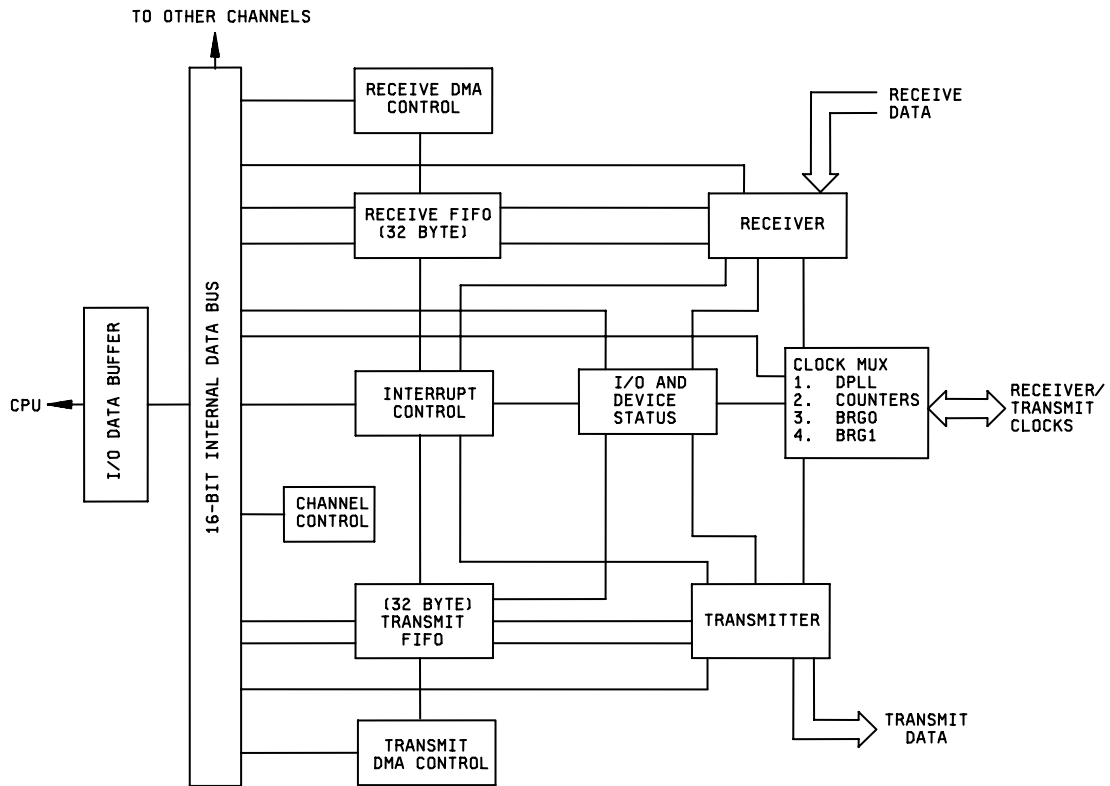 TO OTHER CHANNELS
RECEIVE DMA
CONTROL
RECEIVE
DATA
RECEIVE FIFO
(32 BYTE)
RECEIVER
I/O DATA BUFFER
16-BIT INTERNAL DATA BUS
CPU
INTERRUPT
CONTROL
I/O AND
DEVICE
STATUS
CLOCK MUX
1. DPLL
2. COUNTERS
3. BRG0
4. BRG1
RECEIVER/
TRANSMIT
CLOCKS
CHANNEL
CONTROL
(32 BYTE)
TRANSMIT
FIFO
TRANSMITTER
TRANSMIT
DMA CONTROL
TRANSMIT
DATA